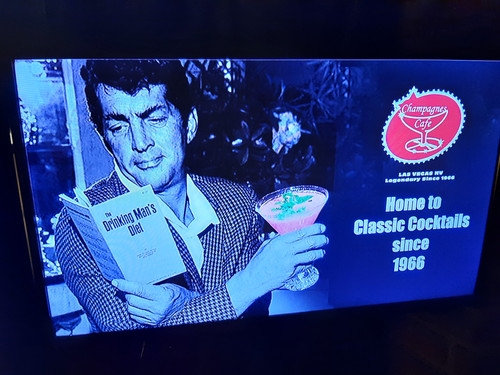 The
Drinking Man's
Diet
Champagnes
Cafe
LAS VEGAS NV
Legendary Since 1966
Home to
Classic Cocktails
since
1966